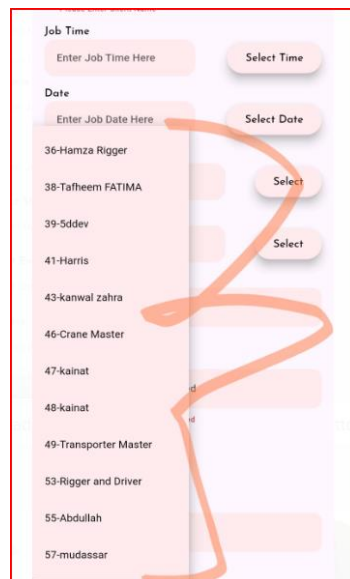 Job Time
Enter Job Time Here
Select Time
Date
Enter Job Date Here
Select Date
36-Hamza Rigger
38-Tafheem FATIMA
Select
39-5ddev
41-Harris
Select
43-kanwal zahra
46-Crane Master
47-kainat
48-kainat
49-Transporter Master
53-Rigger and Driver
55-Abdullah
57-mudassar